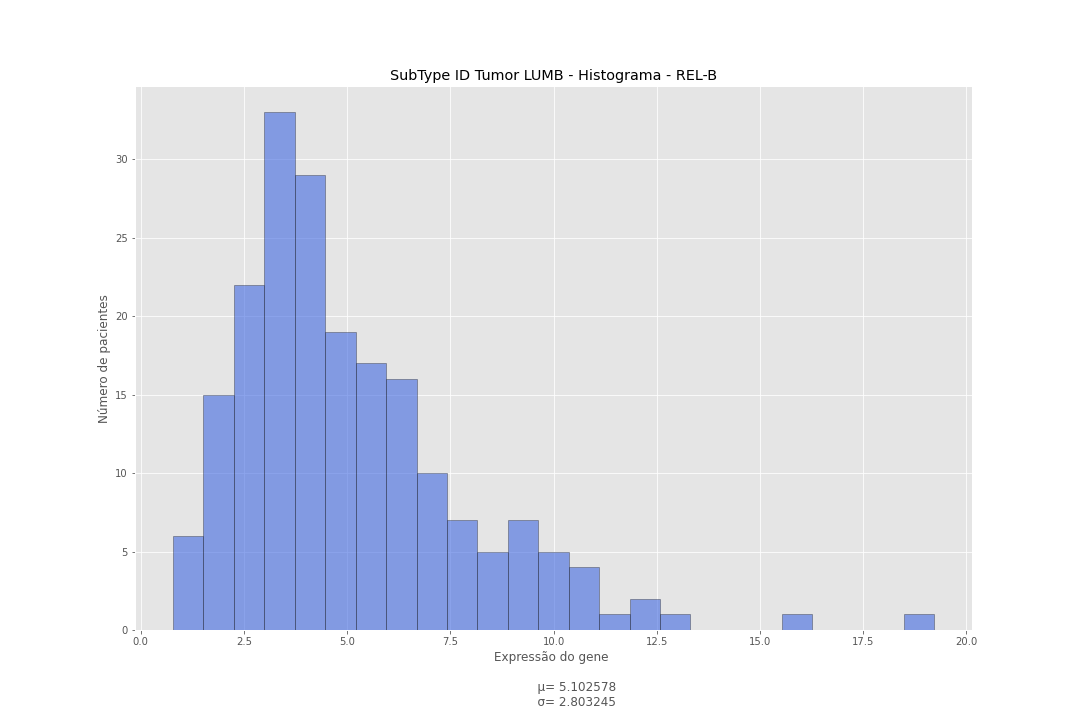 SubType ID Tumor LUMB - Histograma - REL-B
Número de pacientes
30
25
20
15
10
5
0
0.0 2.5 5.0 7.5 10.0 12.5 15.0 17.5 20.0
Expressão do gene
μ= 5.102578
σ= 2.803245